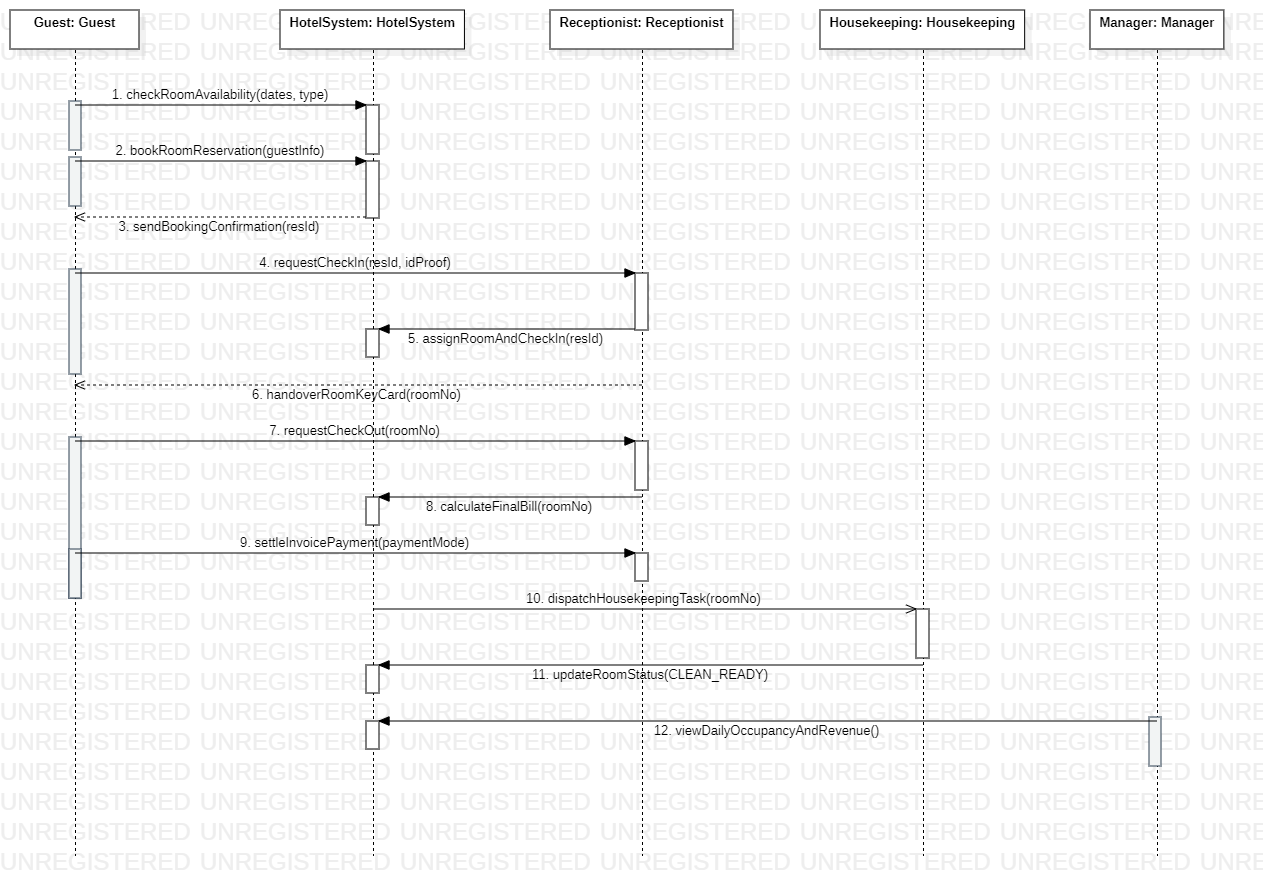 Guest: Guest
HotelSystem: HotelSystem
Receptionist: Receptionist
Housekeeping: Housekeeping
Manager: Manager
1. checkRoomAvailability(dates, type)
2. bookRoomReservation(guestInfo)
3. sendBookingConfirmation(resId)
4. requestCheckIn(resId, idProof)
5. assignRoomAndCheckIn(resId)
6. handoverRoomKeyCard(roomNo)
7. requestCheckOut(roomNo)
8. calculateFinalBill(roomNo)
9. settleInvoicePayment(paymentMode)
10. dispatchHousekeepingTask(roomNo)
11. updateRoomStatus(CLEAN_READY)
12. viewDailyOccupancyAndRevenue()
UNREGISTERED